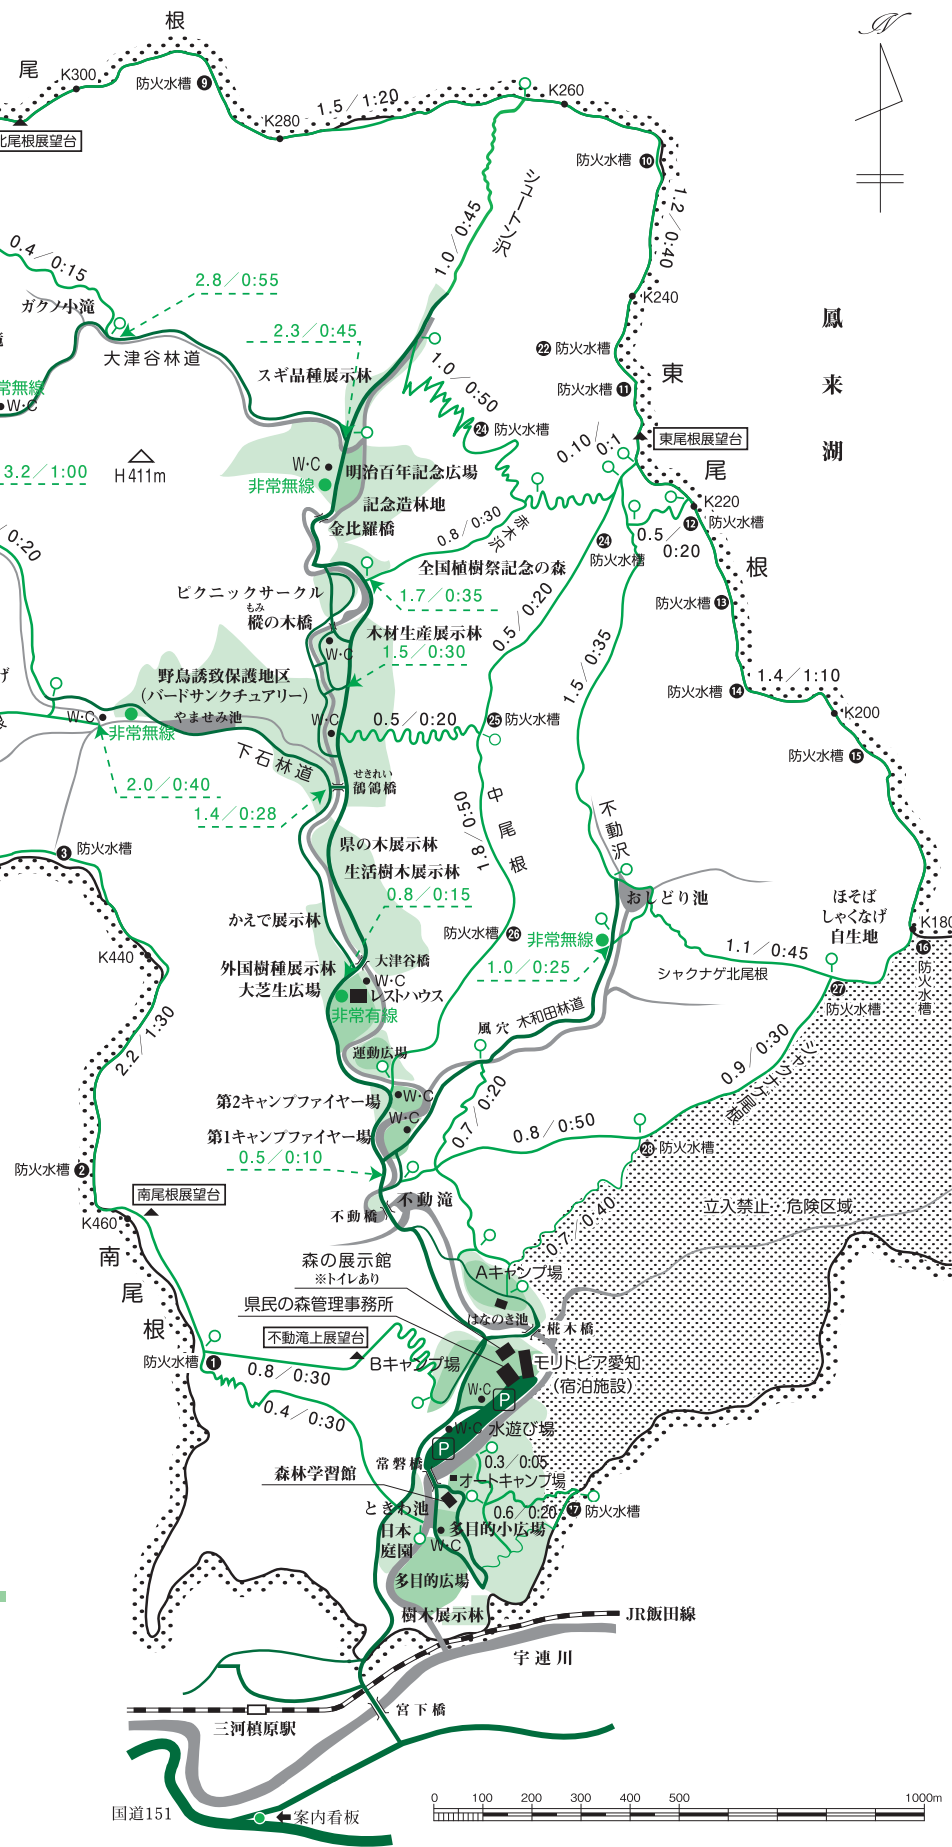 根
尾
K300
防火水槽 9
K280
1.5／1:20
K260
N
北尾根展望台
防火水槽 10
シュートン沢
1.0／0:45
1.2／0:40
0.4／0:15
ガクノ小滝
2.8／0:55
K240
鳳来湖
大津谷林道
2.3／0:45
スギ品種展示林
22 防火水槽
防火水槽 11
東
1.0／0:50
非常無線
W·C
24 防火水槽
0.10／0:1
東尾根展望台
尾
3.2／1:00
H411m
W·C
明治百年記念広場
非常無線
記念造林地
金比羅橋
0.8／0:30
赤木沢
K220
12 防火水槽
0.5／0:20
24
防火水槽
根
／0:20
全国植樹祭記念の森
1.7／0:35
ピクニックサークル
もみ
樅の木橋
防火水槽 13
木材生産展示林
W·C
1.5／0:30
0.5／0:20
1.5／0:35
野鳥誘致保護地区
（バードサンクチュアリー）
防火水槽 14
1.4／1:10
W·C
やませみ池
非常無線
W·C
0.5／0:20
25 防火水槽
K200
下石林道
防火水槽 15
2.0／0:40
せきれい
鶺鴒橋
1.4／0:28
1.8／0:50
中尾根
不動沢
3 防火水槽
県の木展示林
生活樹木展示林
0.8／0:15
おしどり池
ほそば
しゃくなげ
自生地
かえで展示林
K180
防火水槽 26
非常無線
16
防火水槽
1.1／0:45
K440
大津谷橋
外国樹種展示林
大芝生広場
W·C
レストハウス
非常有線
1.0／0:25
シャクナゲ北尾根
27
防火水槽
木和田林道
風穴
2.2／1:30
運動広場
0.9／0:30
シャクナゲ尾根
第2キャンプファイヤー場
W·C
W·C
0.7／0:20
第1キャンプファイヤー場
0.8／0:50
0.5／0:10
28 防火水槽
防火水槽 2
南尾根展望台
不動滝
不動橋
立入禁止 危険区域
K460
0.7／0:40
南
尾
根
森の展示館
※トイレあり
Aキャンプ場
県民の森管理事務所
はなのき池
椛木橋
不動滝上展望台
Bキャンプ場
モリトピア愛知
（宿泊施設）
防火水槽 1
0.8／0:30
W·C
P
0.4／0:30
W·C
水遊び場
P
常磐橋
0.3／0:05
森林学習館
オートキャンプ場
ときわ池
0.6／0:20
17 防火水槽
日本
庭園
多目的小広場
W·C
多目的広場
樹木展示林
JR飯田線
宇連川
宮下橋
三河槙原駅
国道151
案内看板
0 100 200 300 400 500 1000m